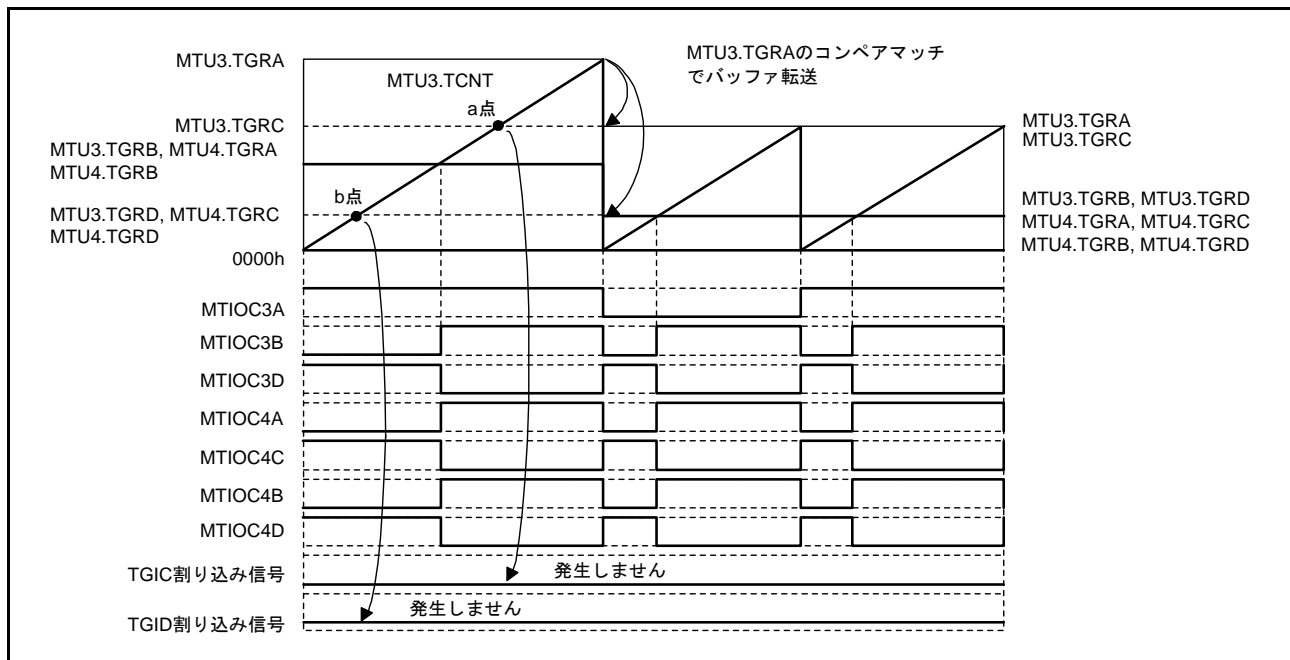 MTU3.TGRA
MTU3.TCNT
a点
MTU3.TGRAのコンペアマッチ
でバッファ転送
MTU3.TGRC
MTU3.TGRB, MTU4.TGRA
MTU4.TGRB
b点
MTU3.TGRD, MTU4.TGRC
MTU4.TGRD
0000h
MTU3.TGRA
MTU3.TGRC
MTU3.TGRB, MTU3.TGRD
MTU4.TGRA, MTU4.TGRC
MTU4.TGRB, MTU4.TGRD
MTIOC3A
MTIOC3B
MTIOC3D
MTIOC4A
MTIOC4C
MTIOC4B
MTIOC4D
TGIC割り込み信号
発生しません
TGID割り込み信号
発生しません